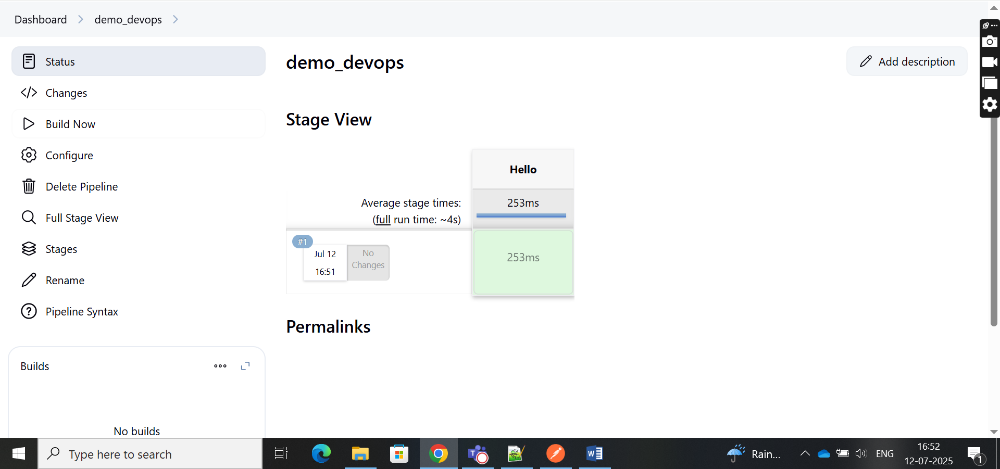 Dashboard
demo_devops
Status
Changes
Build Now
Configure
Delete Pipeline
Full Stage View
Stages
Rename
Pipeline Syntax
Builds
No builds
demo_devops
Add description
Stage View
Hello
Average stage times:
(full run time: ~4s)
253ms
#1
Jul 12
16:51
No
Changes
253ms
Permalinks
Type here to search
Rain...
ENG
16:52
12-07-2025
1